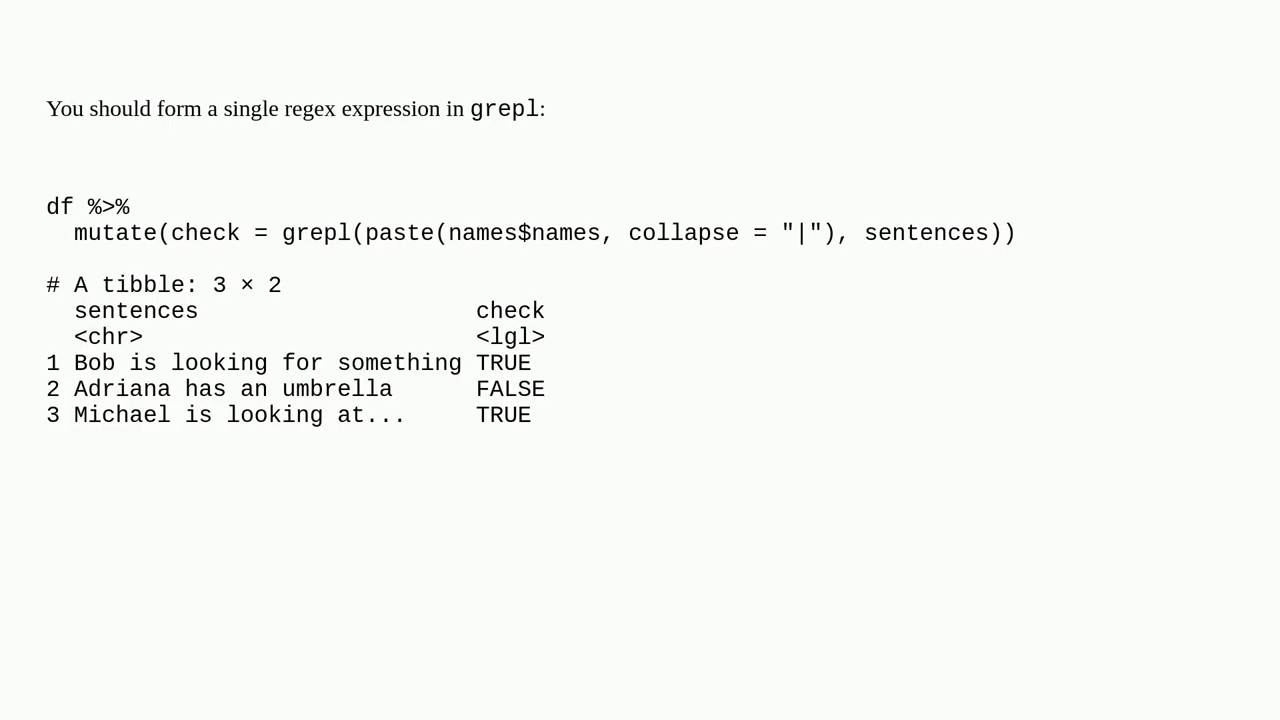 You should form a single regex expression in grepl:
df %>%
  mutate(check = grepl(paste(names$names, collapse = "|"), sentences))
# A tibble: 3 × 2
  sentences                    check
  <chr>                        <lgl>
1 Bob is looking for something TRUE
2 Adriana has an umbrella      FALSE
3 Michael is looking at...     TRUE